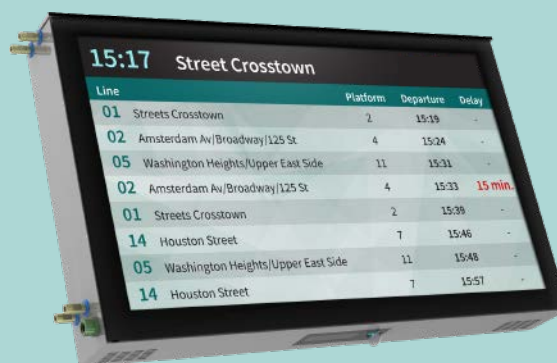 15:17 Street Crosstown
Line Platform Departure Delay
01 Streets Crosstown 2 15:19 -
02 Amsterdam Av/Broadway/125 St 4 15:24 -
05 Washington Heights/Upper East Side 11 15:31 -
02 Amsterdam Av/Broadway/125 St 4 15:33 15 min.
01 Streets Crosstown 2 15:39 -
14 Houston Street 7 15:46 -
05 Washington Heights/Upper East Side 11 15:48 -
14 Houston Street 7 15:57 -